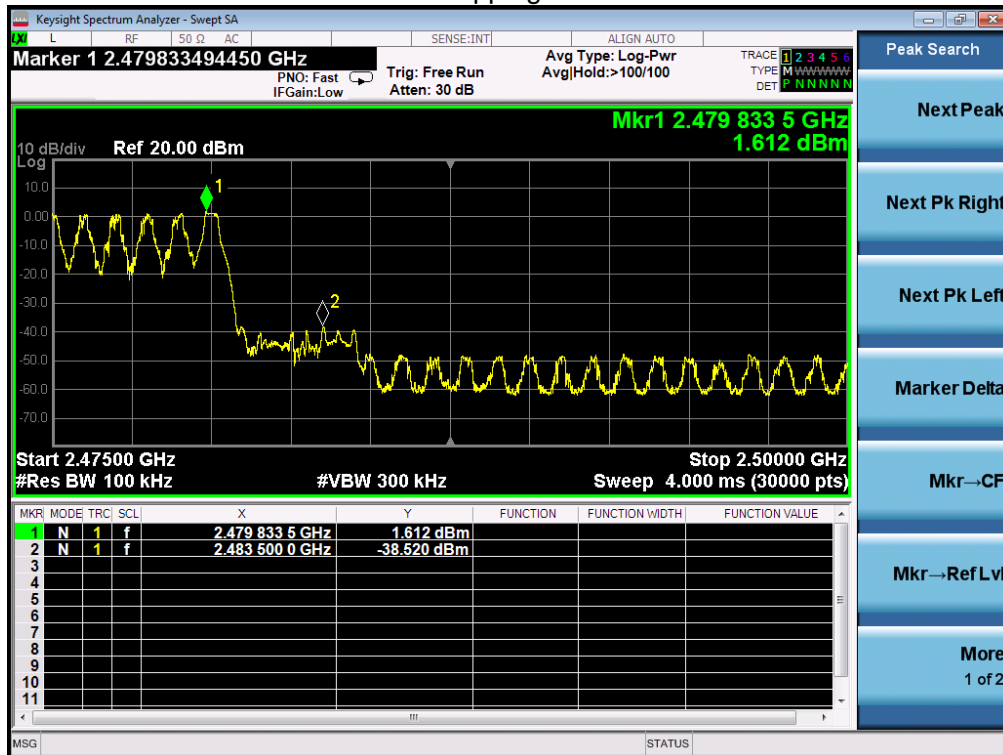 Keysight Spectrum Analyzer - Swept SA
LXI L RF 50 Ω AC SENSE:INT ALIGN AUTO
Marker 1 2.479833494450 GHz
PNO: Fast
IFGain:Low
Trig: Free Run
Atten: 30 dB
Avg Type: Log-Pwr
Avg|Hold:>100/100
TRACE 1 2 3 4 5 6
TYPE M WWWWW
DET P N N N N N
Mkr1 2.479 833 5 GHz
1.612 dBm
10 dB/div Ref 20.00 dBm
Log
10.0
0.00
-10.0
-20.0
-30.0
-40.0
-50.0
-60.0
-70.0
1
2
Start 2.47500 GHz Stop 2.50000 GHz
#Res BW 100 kHz #VBW 300 kHz Sweep 4.000 ms (30000 pts)
MKR MODE TRC SCL X Y FUNCTION FUNCTION WIDTH FUNCTION VALUE
1 N 1 f 2.479 833 5 GHz 1.612 dBm
2 N 1 f 2.483 500 0 GHz -38.520 dBm
3
4
5
6
7
8
9
10
11
MSG STATUS
Peak Search
Next Peak
Next Pk Right
Next Pk Left
Marker Delta
Mkr→CF
Mkr→Ref Lvl
More
1 of 2